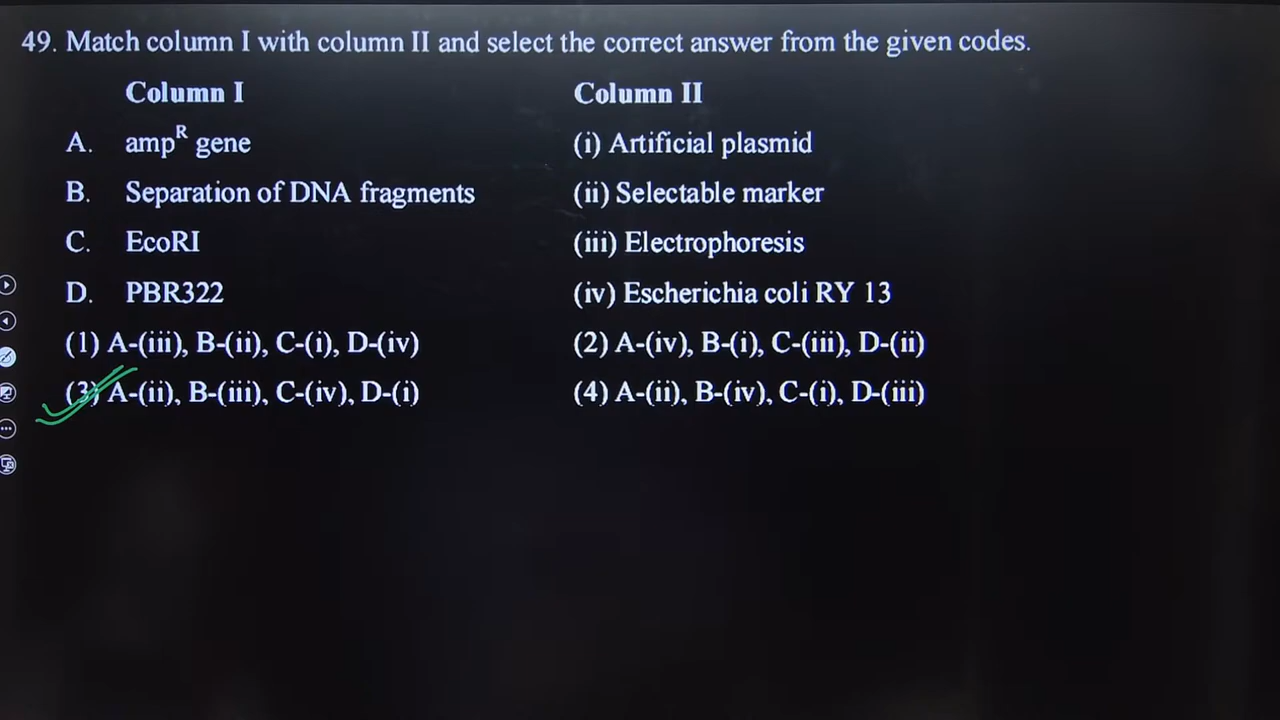 49. Match column I with column II and select the correct answer from the given codes.
Column I Column II
A. ampᴿ gene (i) Artificial plasmid
B. Separation of DNA fragments (ii) Selectable marker
C. EcoRI (iii) Electrophoresis
D. PBR322 (iv) Escherichia coli RY 13
(1) A-(iii), B-(ii), C-(i), D-(iv) (2) A-(iv), B-(i), C-(iii), D-(ii)
(3) A-(ii), B-(iii), C-(iv), D-(i) (4) A-(ii), B-(iv), C-(i), D-(iii)